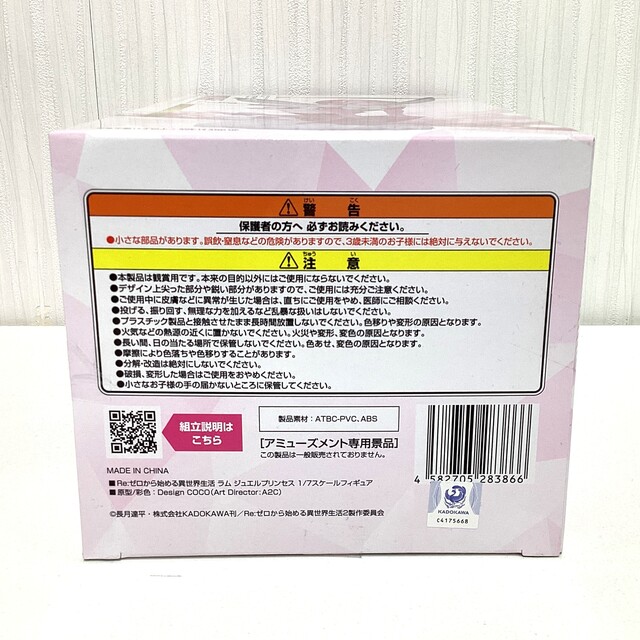 けい こく
警 告
保護者の方へ 必ずお読みください。
●小さな部品があります。誤飲・窒息などの危険がありますので、3歳未満のお子様には絶対に与えないでください。
ちゅう い
注 意
●本製品は観賞用です。本来の目的以外にはご使用にならないでください。
●デザイン上尖った部分や鋭い部分がありますので、ご使用には充分ご注意ください。
●ご使用中に皮膚などに異常が生じた場合は、直ちにご使用をやめ、医師にご相談ください。
●投げる、振り回す、無理な力を加えるなど乱暴な扱いはしないでください。
●プラスチック製品と接触させたまま長時間放置しないでください。色移りや変形の原因となります。
●火気などの熱源の近くに置かないでください。火災や変形、変色の原因となります。
●長い間、日の当たる場所で保管しないでください。色あせ、変色の原因となります。
●摩擦により色落ちや色移りすることがあります。
●分解・改造は絶対にしないでください。
●破損、変形した場合はご使用をおやめください。
●小さなお子様の手の届かないところに保管してください。
組立説明は
こちら
製品素材：ATBC-PVC、ABS
[アミューズメント専用景品]
この製品は一般販売されておりません。
MADE IN CHINA
■Re:ゼロから始める異世界生活 ラム ジュエルプリンセス 1/7スケールフィギュア
■原型/彩色：Design COCO(Art Director:A2C)
©長月達平・株式会社KADOKAWA刊／Re:ゼロから始める異世界生活2製作委員会
4 582705 283866
KADOKAWA
C4175668